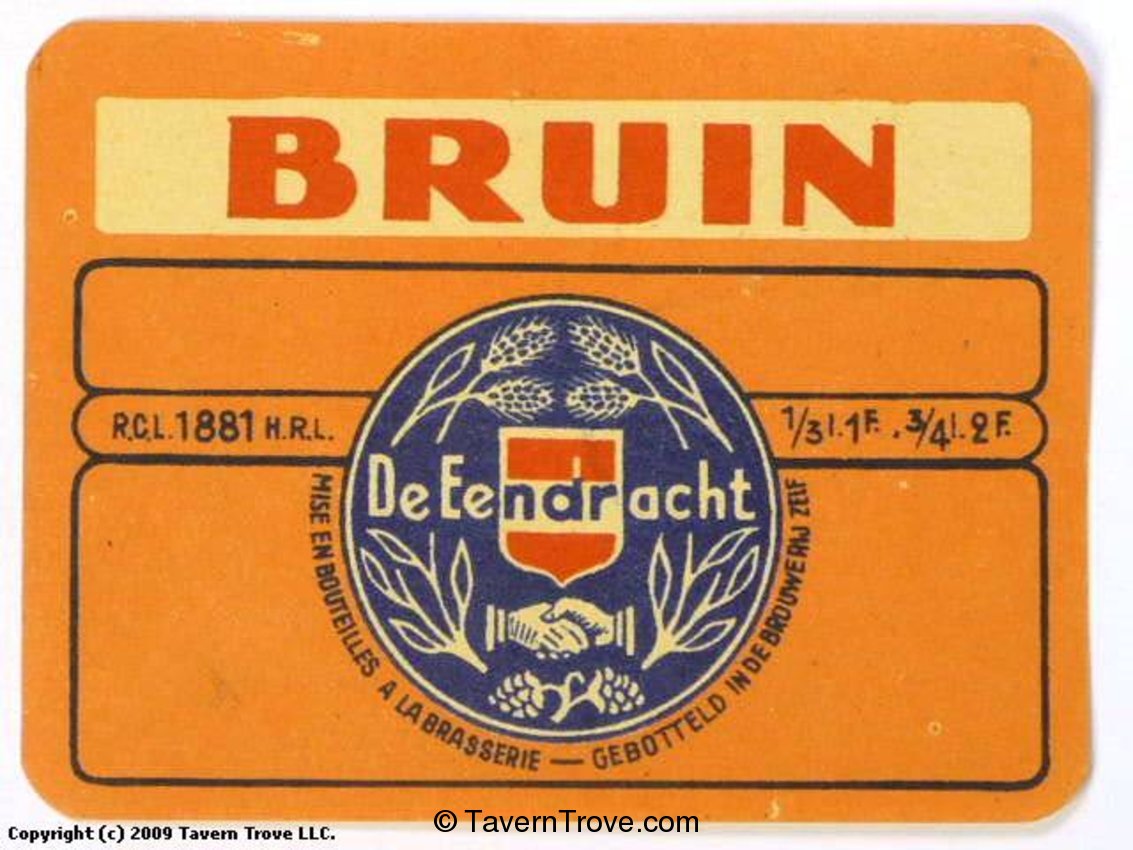 BRUIN
R.C.L. 1881 H.R.L.
1/3 l. 1 F. . 3/4 l. 2 F.
De Eendracht
MISE EN BOUTEILLES A LA BRASSERIE — GEBOTTELD IN DE BROUWERIJ ZELF
© TavernTrove.com
Copyright (c) 2009 Tavern Trove LLC.